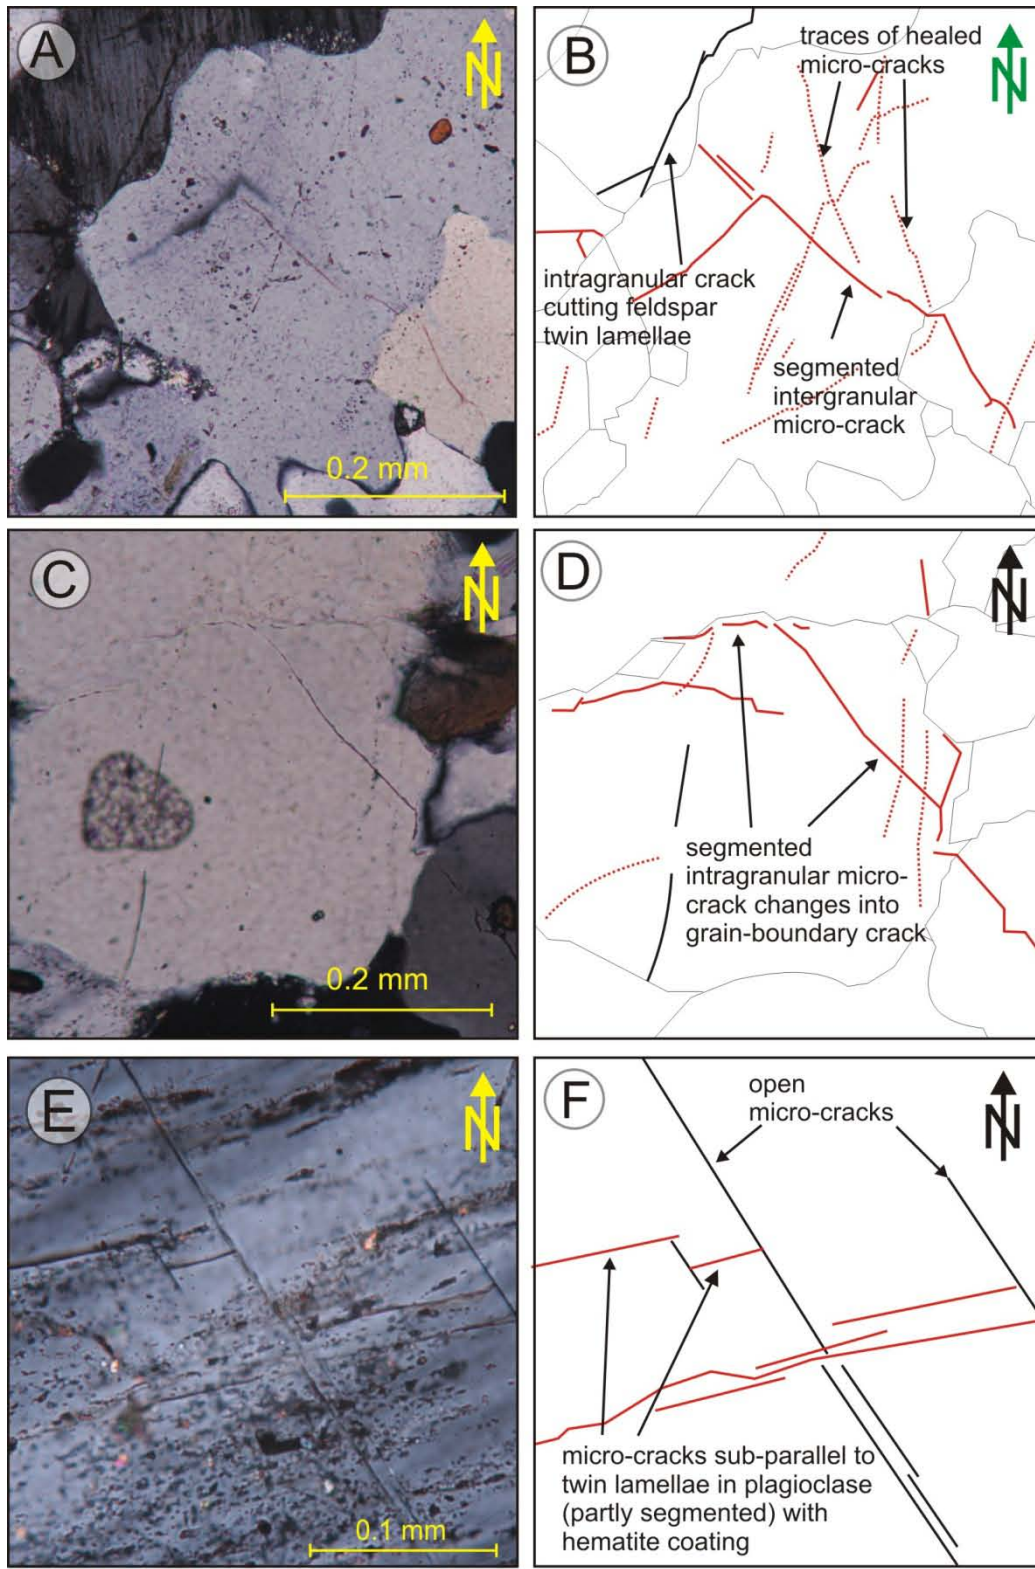 A
N
0.2 mm
B
traces of healed
micro-cracks
N
intragranular crack
cutting feldspar
twin lamellae
segmented
intergranular
micro-crack
C
N
0.2 mm
D
N
segmented
intragranular micro-
crack changes into
grain-boundary crack
E
N
0.1 mm
F
open
micro-cracks
N
micro-cracks sub-parallel to
twin lamellae in plagioclase
(partly segmented) with
hematite coating